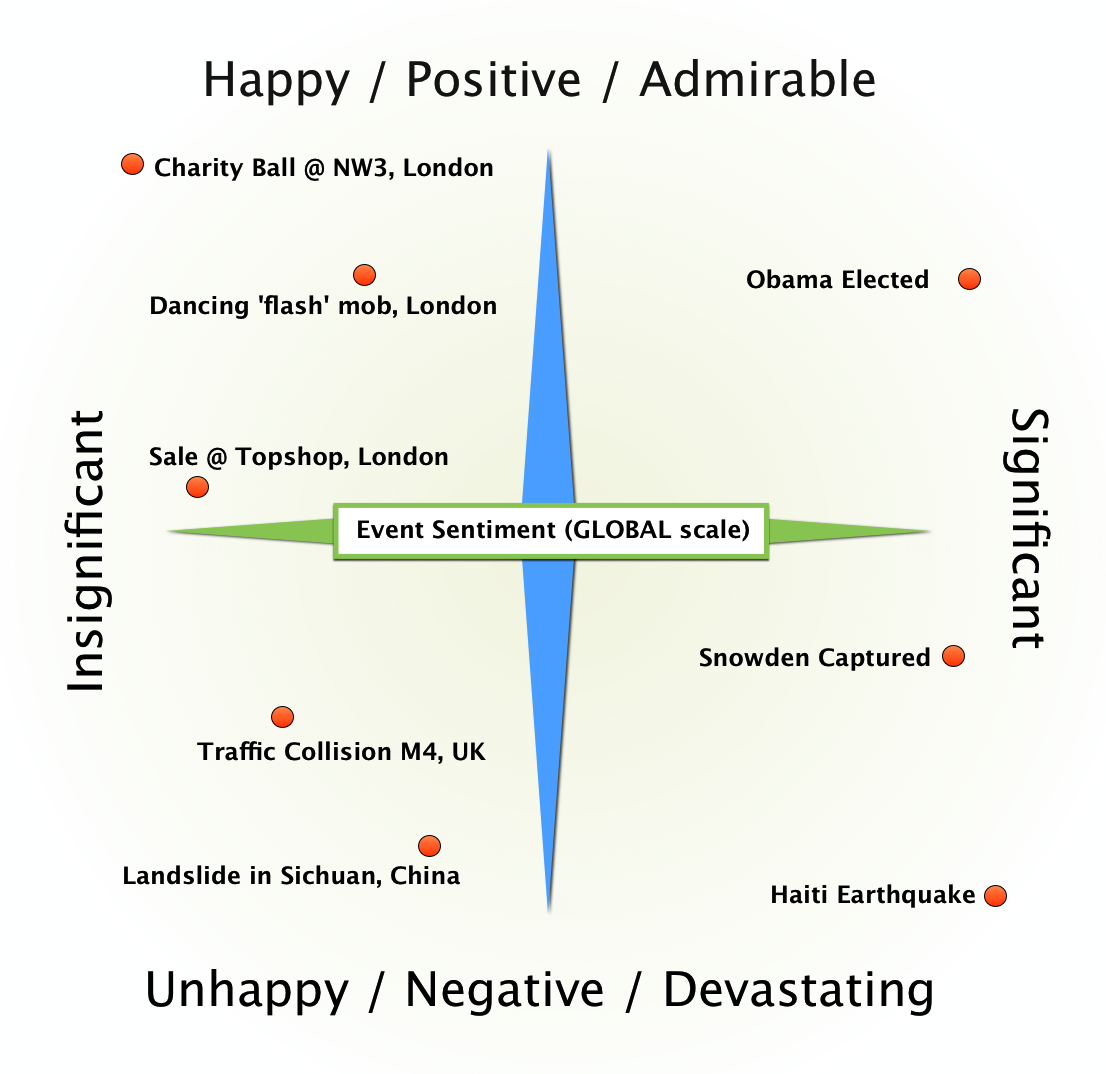 Happy / Positive / Admirable
Charity Ball @ NW3, London
Dancing 'flash' mob, London
Obama Elected
Sale @ Topshop, London
Insignificant
Significant
Event Sentiment (GLOBAL scale)
Snowden Captured
Traffic Collision M4, UK
Landslide in Sichuan, China
Haiti Earthquake
Unhappy / Negative / Devastating